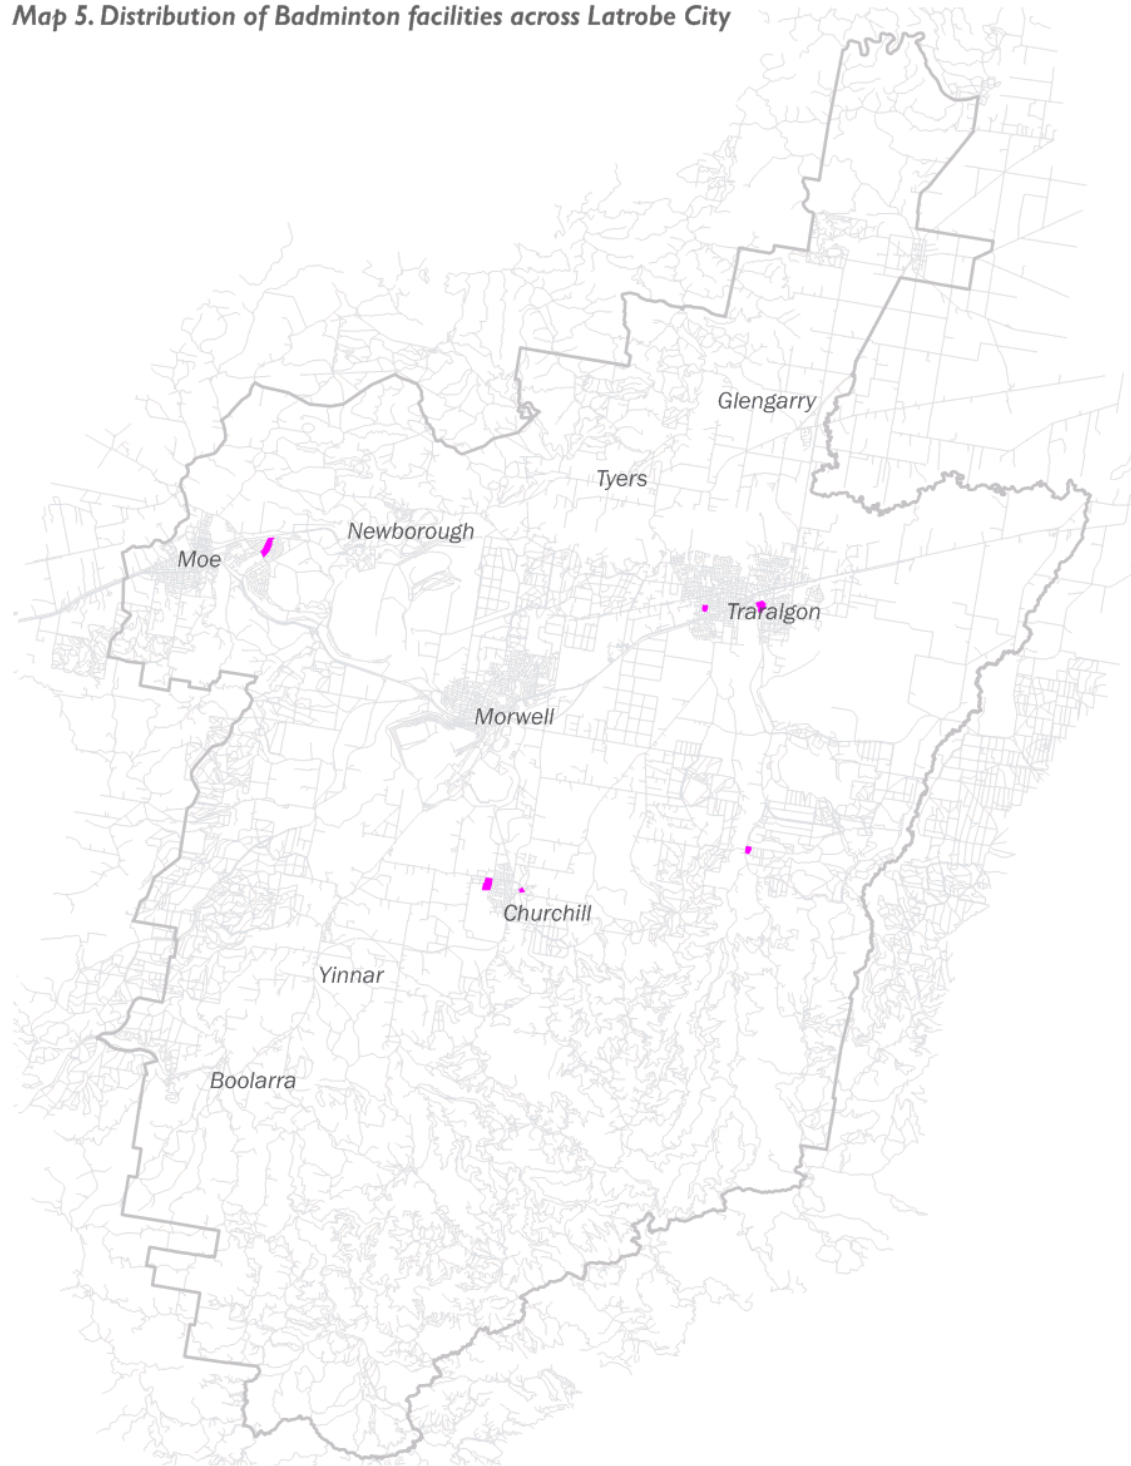 Map 5. Distribution of Badminton facilities across Latrobe City
Glengarry
Tyers
Newborough
Moe
Traralgon
Morwell
Churchill
Yinnar
Boolarra